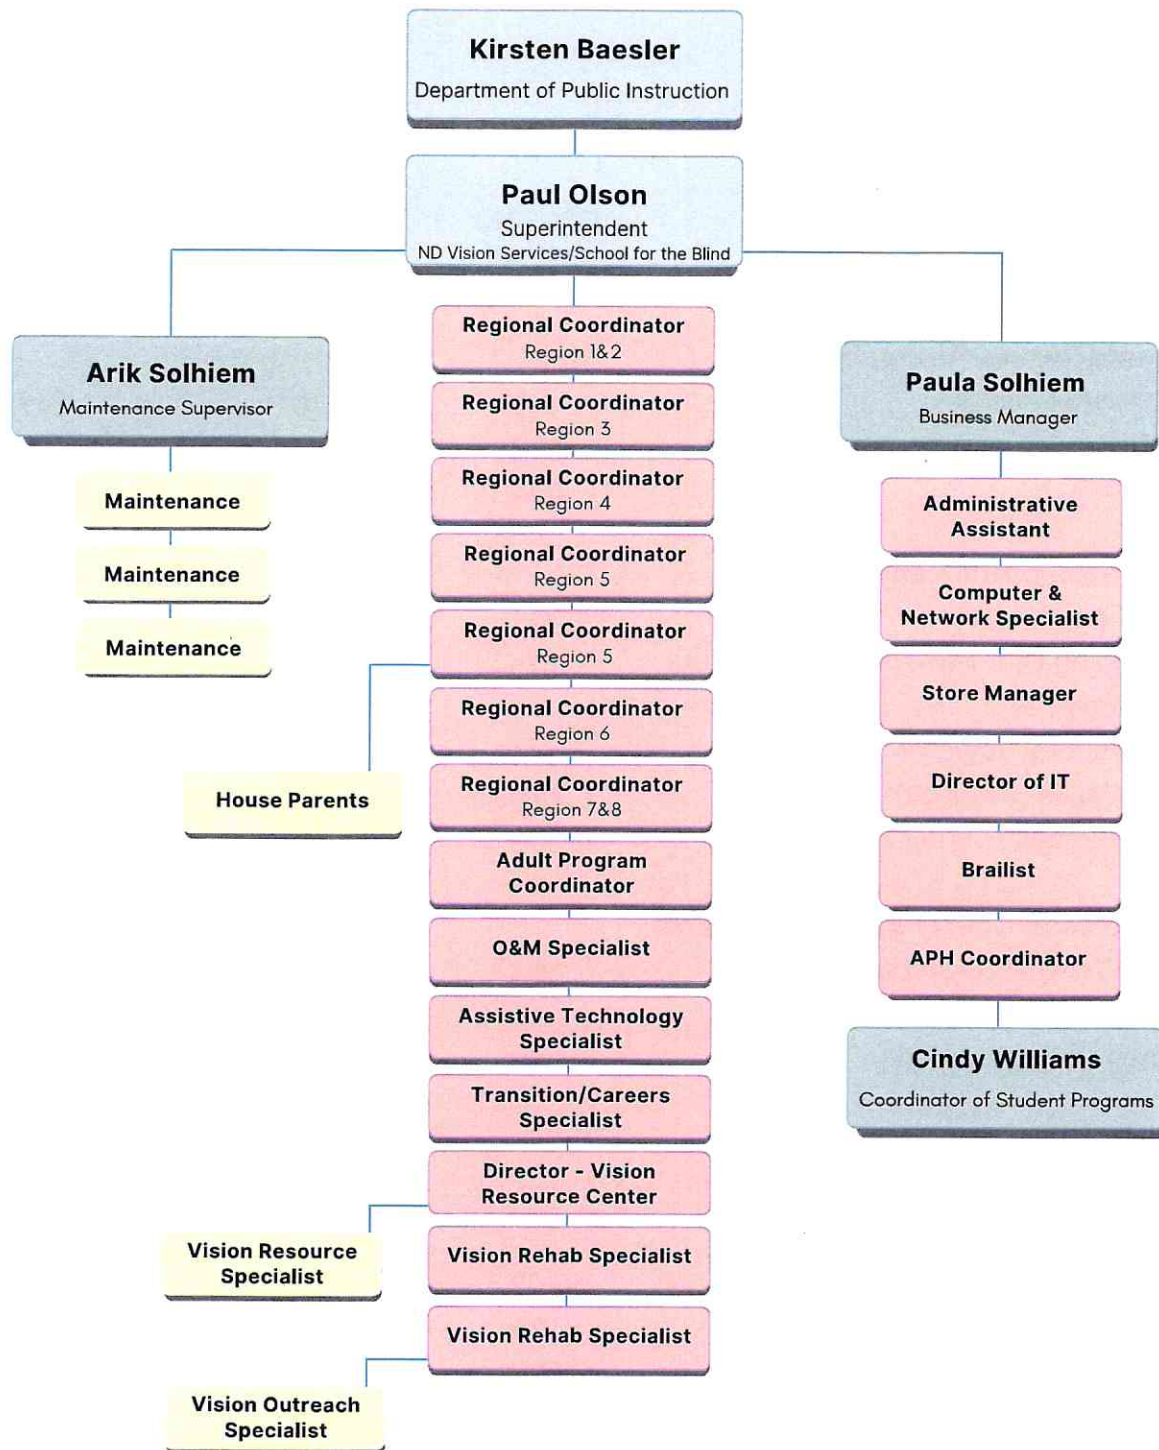 Kirsten Baesler
Department of Public Instruction
Paul Olson
Superintendent
ND Vision Services/School for the Blind
Arik Solhiem
Maintenance Supervisor
Maintenance
Maintenance
Maintenance
Regional Coordinator
Region 1&2
Regional Coordinator
Region 3
Regional Coordinator
Region 4
Regional Coordinator
Region 5
Regional Coordinator
Region 5
House Parents
Regional Coordinator
Region 6
Regional Coordinator
Region 7&8
Adult Program
Coordinator
O&M Specialist
Assistive Technology
Specialist
Transition/Careers
Specialist
Director - Vision
Resource Center
Vision Resource
Specialist
Vision Rehab Specialist
Vision Rehab Specialist
Vision Outreach
Specialist
Paula Solhiem
Business Manager
Administrative
Assistant
Computer &
Network Specialist
Store Manager
Director of IT
Brailist
APH Coordinator
Cindy Williams
Coordinator of Student Programs